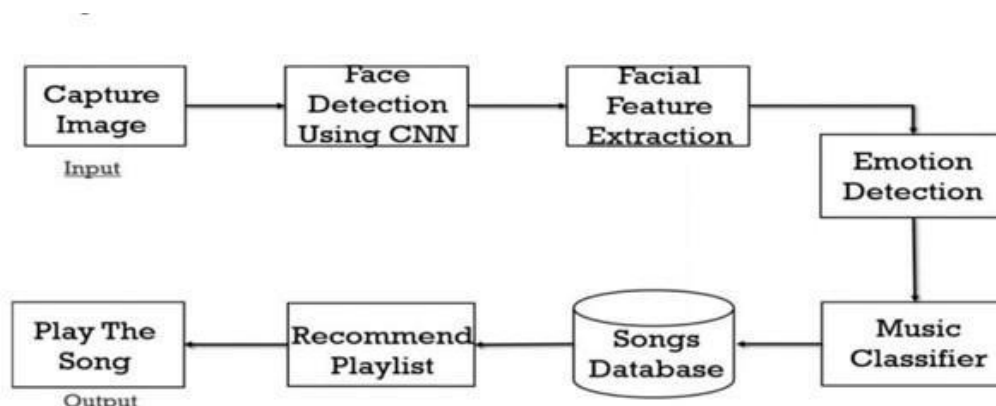 Capture
Image
Input
Face
Detection
Using CNN
Facial
Feature
Extraction
Emotion
Detection
Music
Classifier
Songs
Database
Recommend
Playlist
Play The
Song
Output